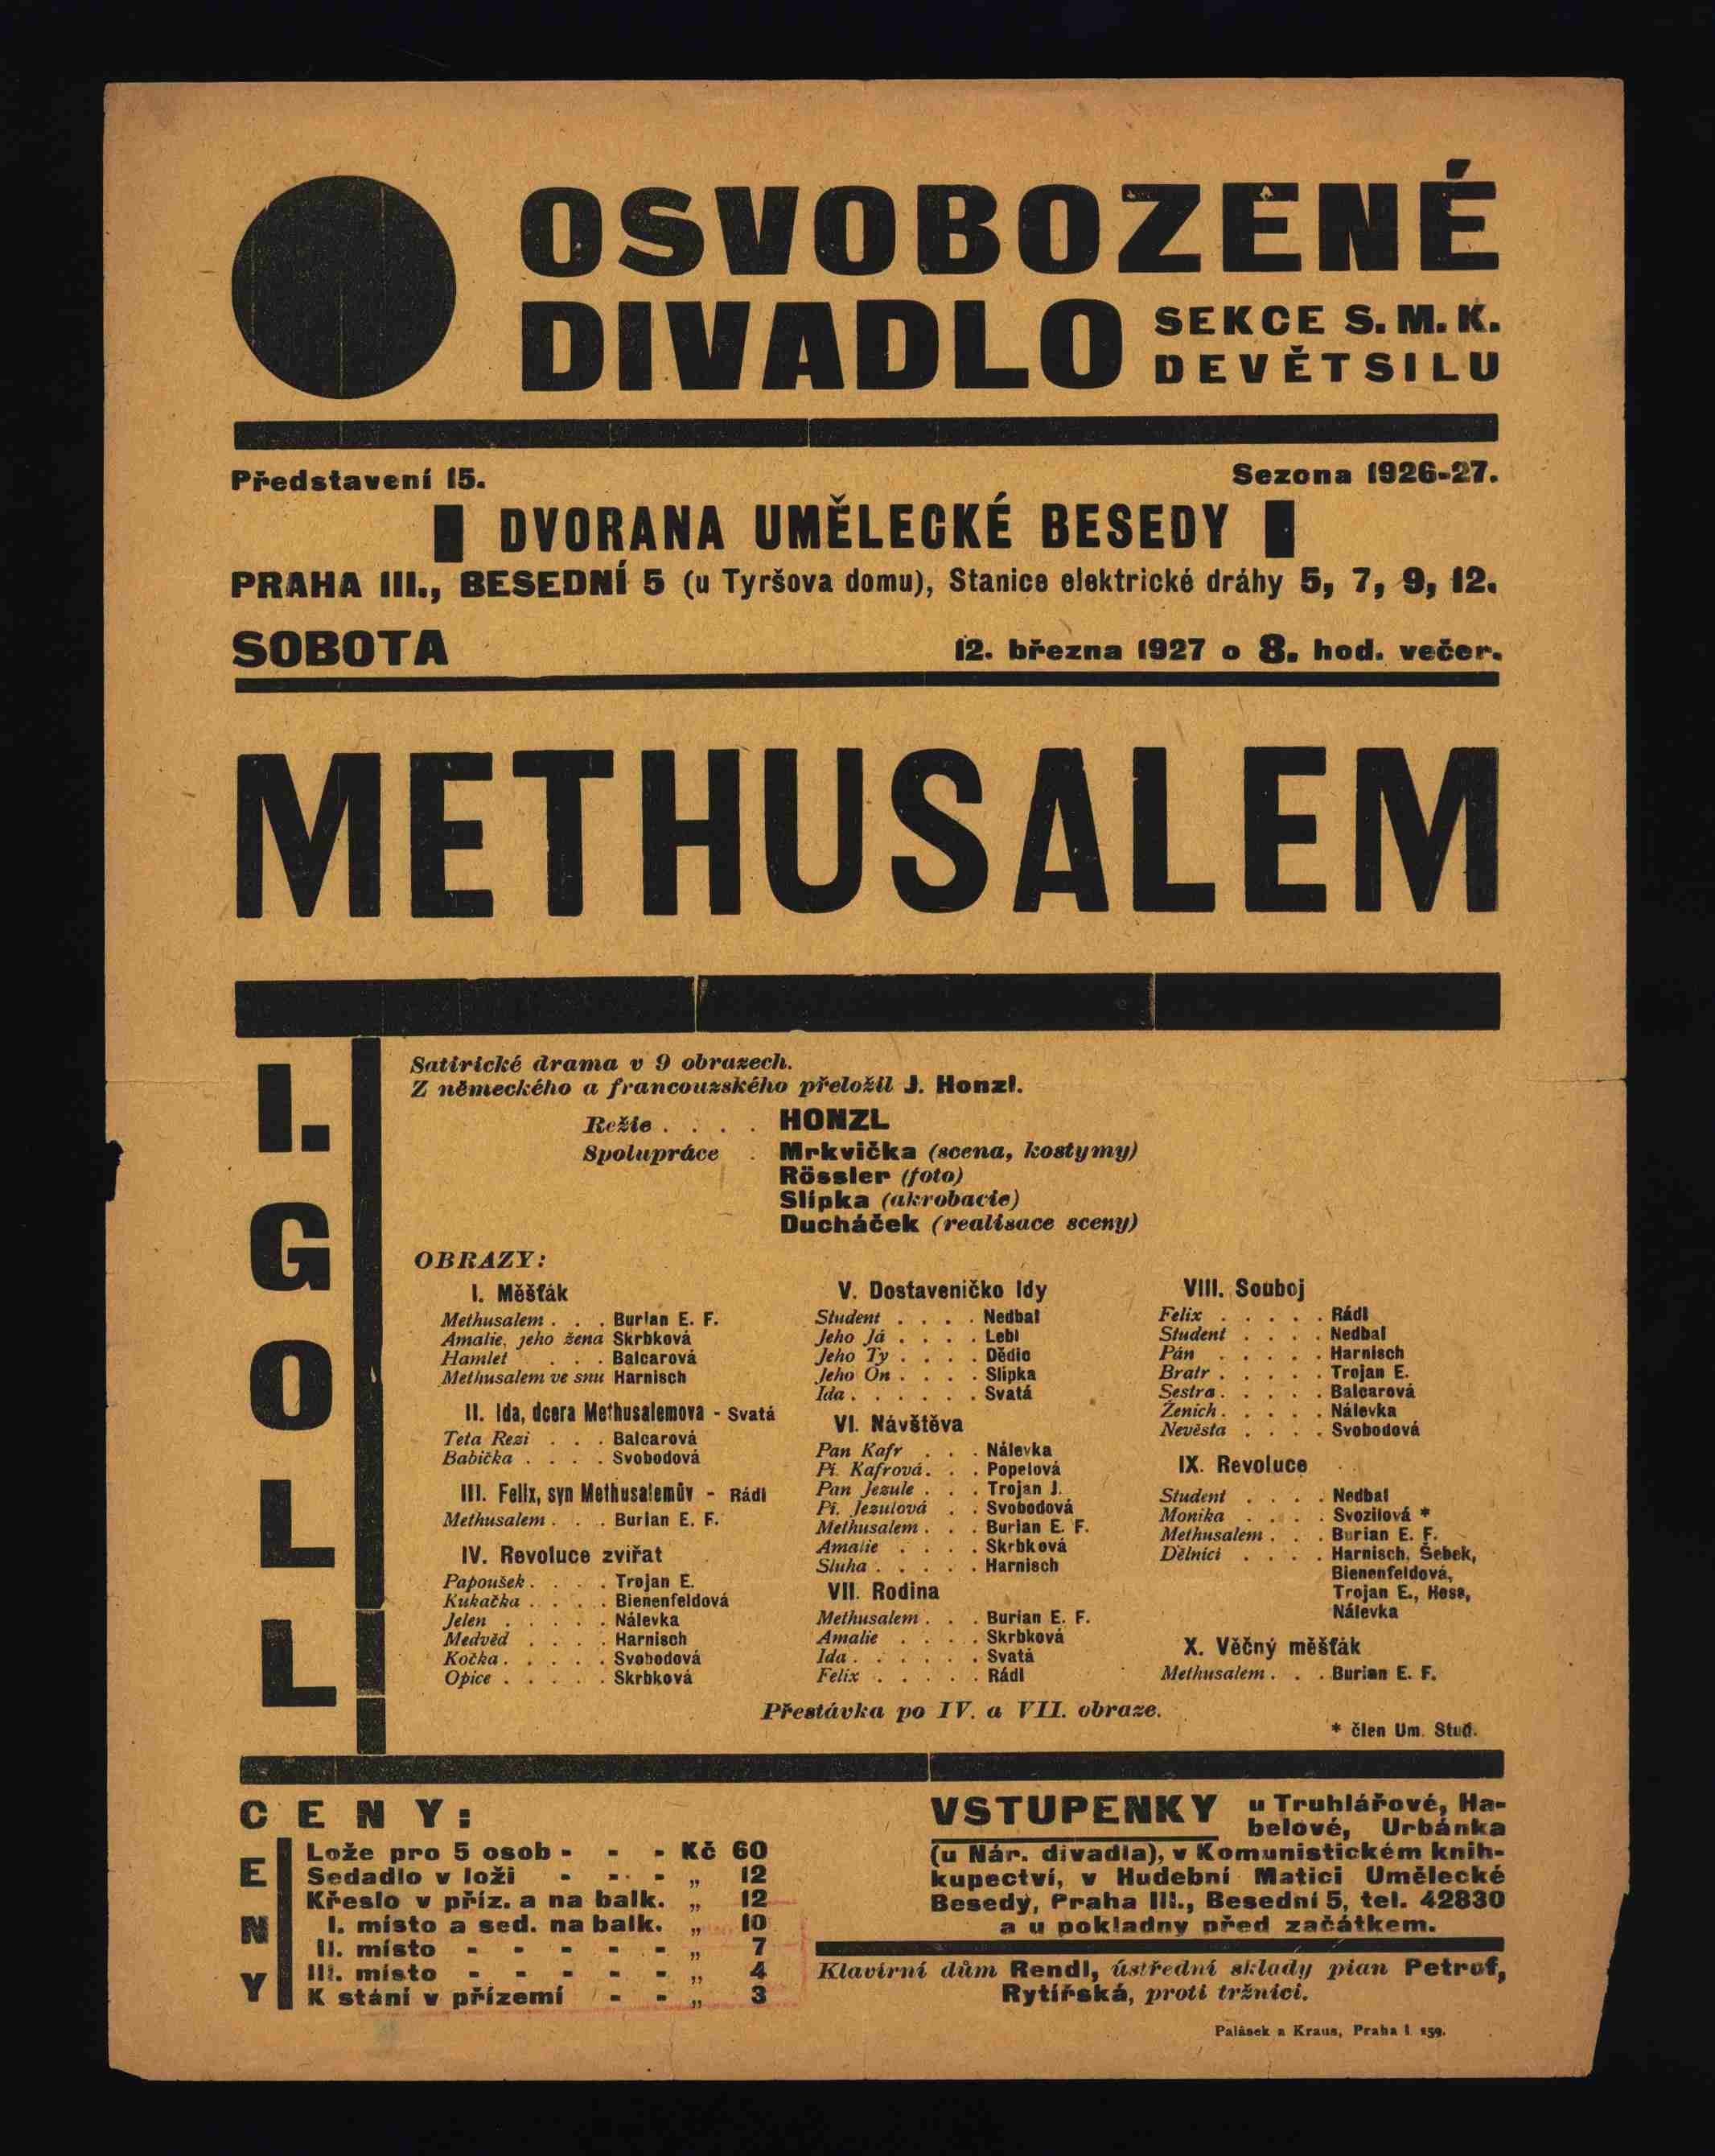 OSVOBOZENÉ
DIVADLO
SEKCE S. M. K.
DEVĚTSILU
Představení 15.
Sezona 1926-27.
DVORANA UMĚLECKÉ BESEDY
PRAHA III., BESEDNÍ 5 (u Tyršova domu), Stanice elektrické dráhy 5, 7, 9, 12.
SOBOTA
12. března 1927 o 8. hod. večer.
METHUSALEM
I. GOLL
Satirické drama v 9 obrazech.
Z německého a francouzského přeložil J. Honzl.
Režie . . . . HONZL
Spolupráce . Mrkvička (scena, kostymy)
Rössler (foto)
Slípka (akrobacie)
Ducháček (realisace sceny)
OBRAZY:
I. Měšťák
Methusalem . . . Burian E. F.
Amalie, jeho žena Skrbková
Hamlet . . . Balcarová
Methusalem ve snu Harnisch
II. Ida, dcera Methusalemova - Svatá
Teta Rezi . . . Balcarová
Babička . . . . Svobodová
III. Felix, syn Methusalemův - Rádl
Methusalem . . . Burian E. F.
IV. Revoluce zvířat
Papoušek . . . . Trojan E.
Kukačka . . . . Bienenfeldová
Jelen . . . . . Nálevka
Medvěd . . . . Harnisch
Kočka . . . . . Svobodová
Opice . . . . . Skrbková
V. Dostaveníčko Idy
Student . . . . Nedbal
Jeho Já . . . . Lebl
Jeho Ty . . . . Dědic
Jeho On . . . . Slípka
Ida . . . . . . Svatá
VI. Návštěva
Pan Kafr . . . Nálevka
Pí. Kafrová . . . Popelová
Pan Jezule . . . Trojan J.
Pí. Jezulová . . Svobodová
Methusalem . . . Burian E. F.
Amalie . . . . Skrbková
Sluha . . . . . Harnisch
VII. Rodina
Methusalem . . . Burian E. F.
Amalie . . . . Skrbková
Ida . . . . . . Svatá
Felix . . . . . Rádl
VIII. Souboj
Felix . . . . . Rádl
Student . . . . Nedbal
Pán . . . . . Harnisch
Bratr . . . . . Trojan E.
Sestra . . . . . Balcarová
Ženich . . . . . Nálevka
Nevěsta . . . . Svobodová
IX. Revoluce
Student . . . . Nedbal
Monika . . . . Svozilová *
Methusalem . . . Burian E. F.
Dělníci . . . . Harnisch, Šebek,
Bienenfeldová,
Trojan E., Hess,
Nálevka
X. Věčný měšťák
Methusalem . . . Burian E. F.
Přestávka po IV. a VII. obraze.
* člen Um. Stud.
CENY:
ENY
Lože pro 5 osob - - - Kč 60
Sedadlo v loži - - - „ 12
Křeslo v příz. a na balk. „ 12
I. místo a sed. na balk. „ 10
II. místo - - - - - „ 7
III. místo - - - - - „ 4
K stání v přízemí - - „ 3
VSTUPENKY u Truhlářové, Ha-
belové, Urbánka
(u Nár. divadla), v Komunistickém knih-
kupectví, v Hudební Matici Umělecké
Besedy, Praha III., Besední 5, tel. 42830
a u pokladny před začátkem.
Klavírní dům Rendl, ústřední sklady pian Petrof,
Rytířská, proti tržnici.
Palásek a Kraus, Praha I 159.